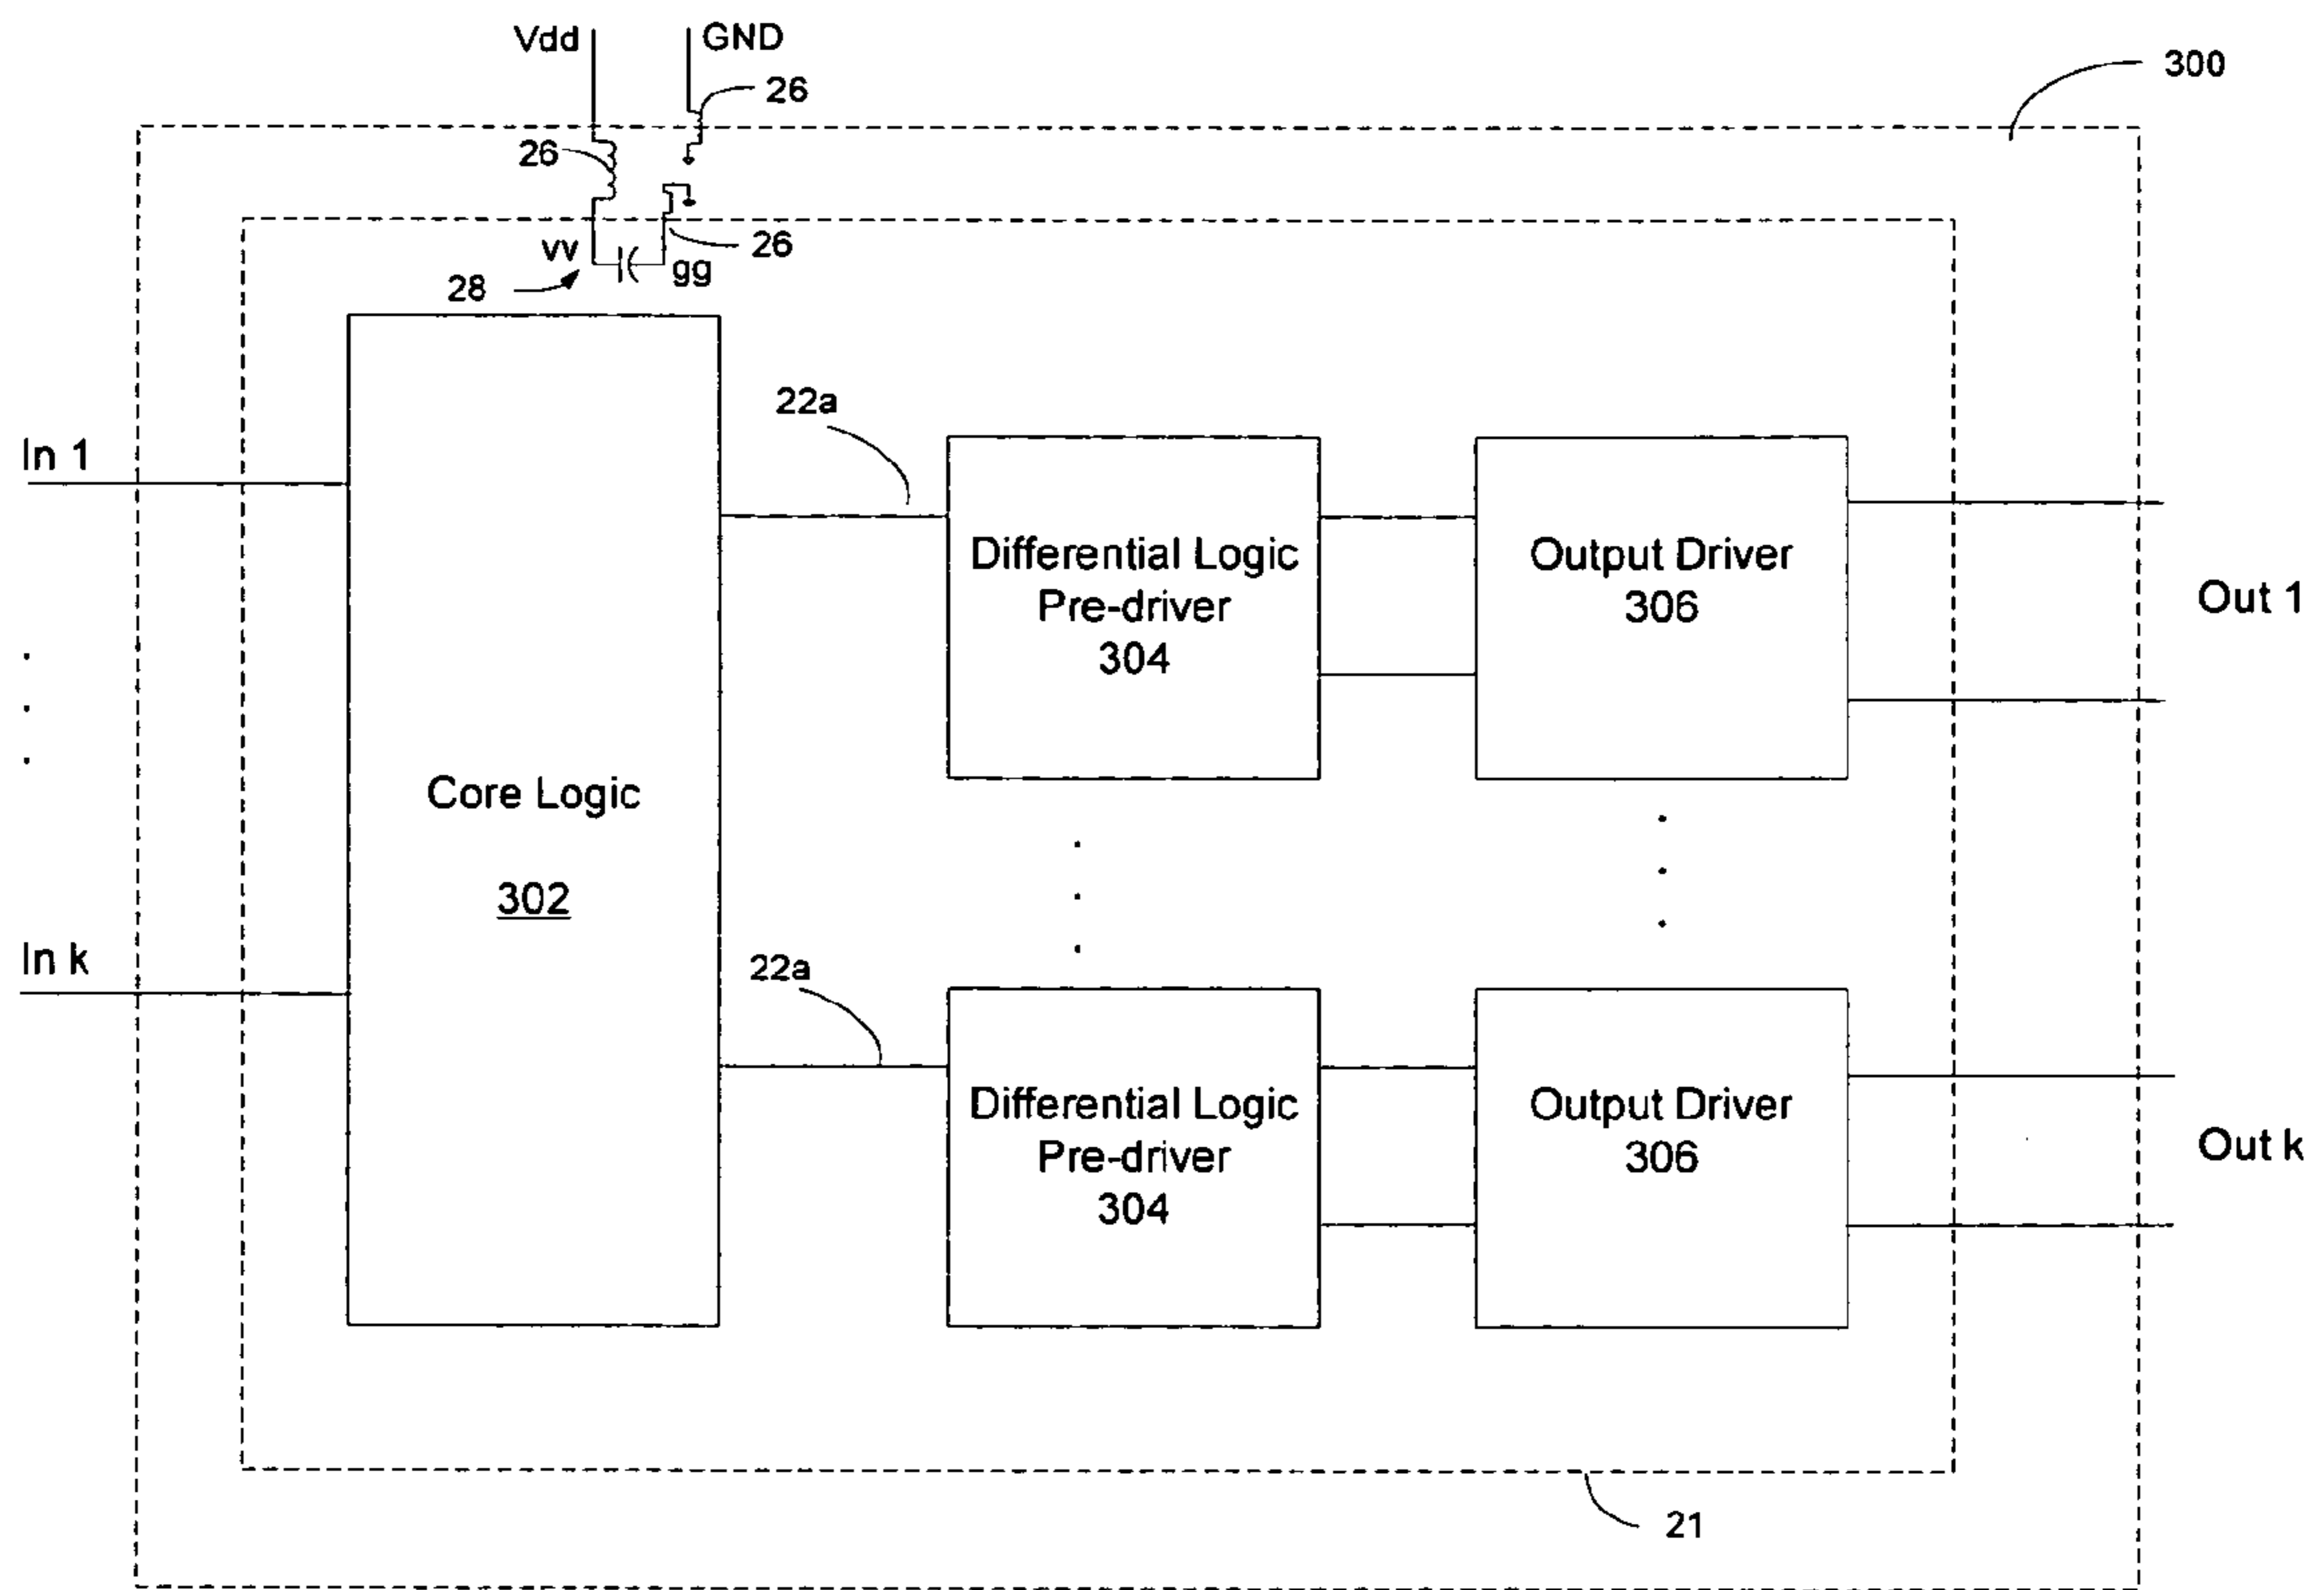 Vdd
GND
26
300
26
vv
26
gg
28
22a
In 1
Differential Logic
Pre-driver
304
Output Driver
306
Out 1
Core Logic
302
In k
22a
Differential Logic
Pre-driver
304
Output Driver
306
Out k
21